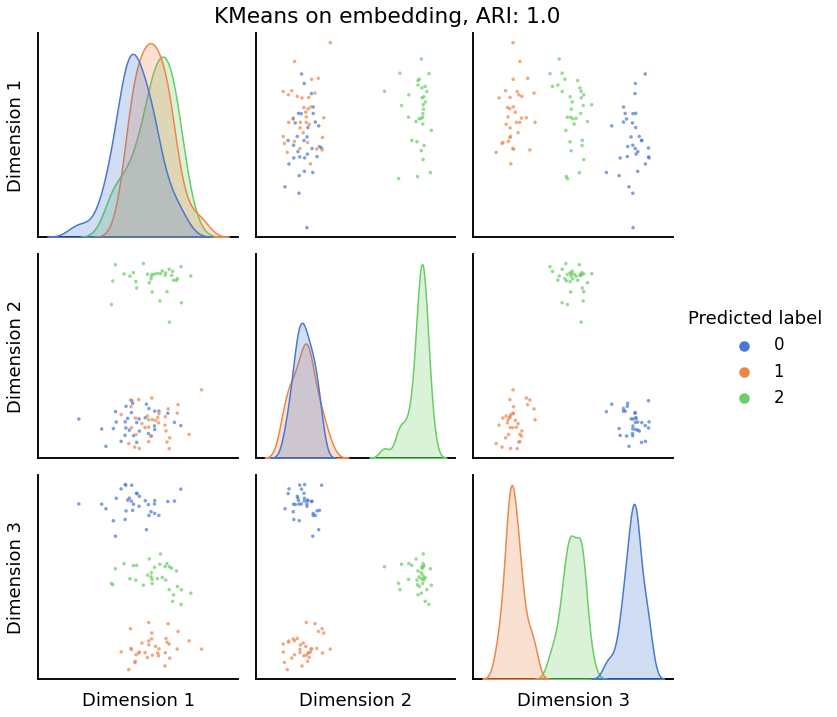 KMeans on embedding, ARI: 1.0
Dimension 1
Dimension 2
Dimension 3
Predicted label
0
1
2
Dimension 1
Dimension 2
Dimension 3